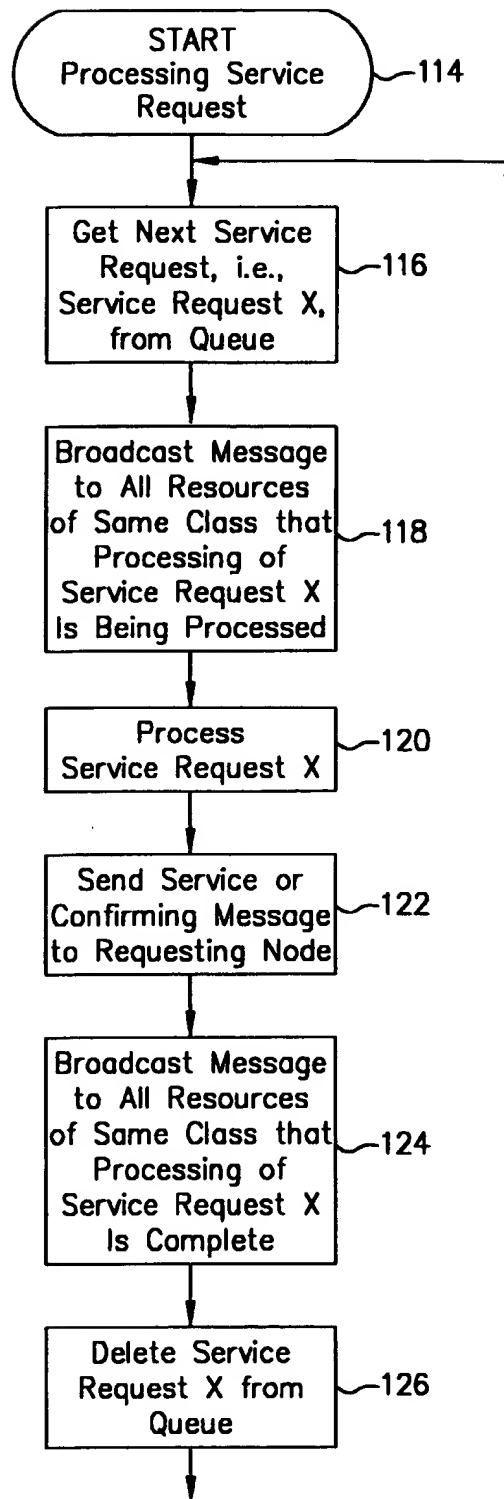 START
Processing Service
Request
114
Get Next Service
Request, i.e.,
Service Request X,
from Queue
116
Broadcast Message
to All Resources
of Same Class that
Processing of
Service Request X
Is Being Processed
118
Process
Service Request X
120
Send Service or
Confirming Message
to Requesting Node
122
Broadcast Message
to All Resources
of Same Class that
Processing of
Service Request X
Is Complete
124
Delete Service
Request X from
Queue
126